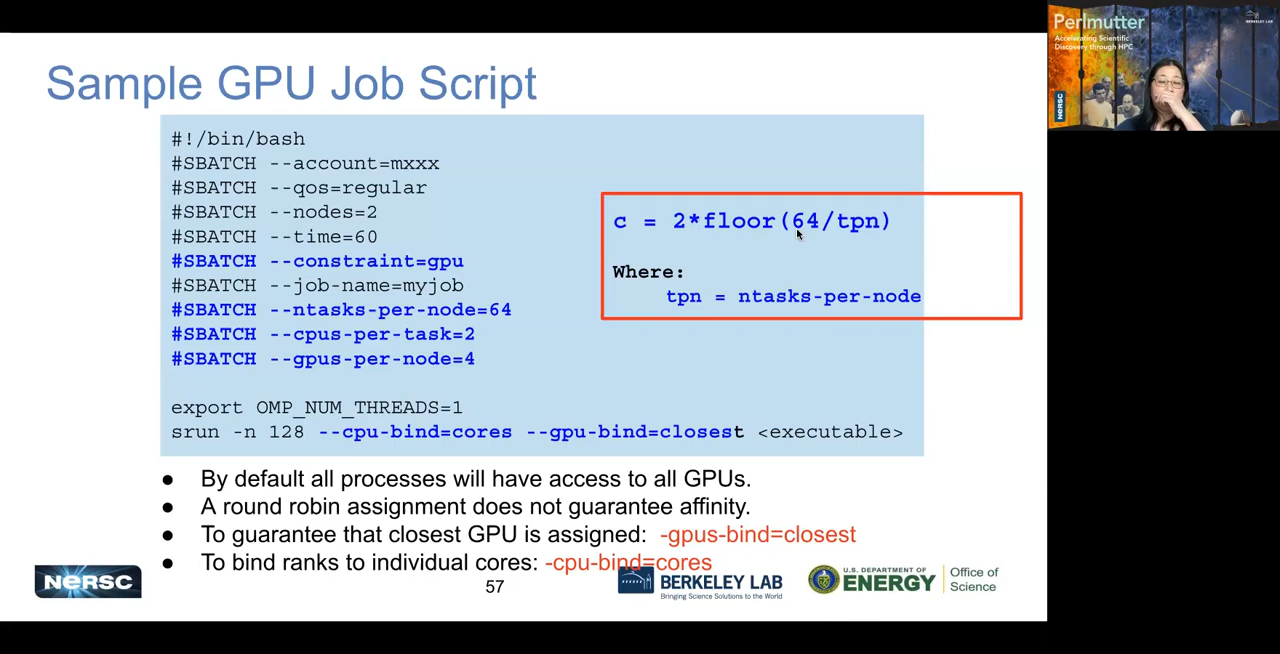 Sample GPU Job Script
#!/bin/bash
#SBATCH --account=mxxx
#SBATCH --qos=regular
#SBATCH --nodes=2
#SBATCH --time=60
#SBATCH --constraint=gpu
#SBATCH --job-name=myjob
#SBATCH --ntasks-per-node=64
#SBATCH --cpus-per-task=2
#SBATCH --gpus-per-node=4
export OMP_NUM_THREADS=1
srun -n 128 --cpu-bind=cores --gpu-bind=closest <executable>
c = 2*floor(64/tpn)
Where:
tpn = ntasks-per-node
● By default all processes will have access to all GPUs.
● A round robin assignment does not guarantee affinity.
● To guarantee that closest GPU is assigned: -gpus-bind=closest
● To bind ranks to individual cores: -cpu-bind=cores
NERSC
57
BERKELEY LAB
Bringing Science Solutions to the World
U.S. DEPARTMENT OF
ENERGY
Office of
Science
Perlmutter
Accelerating Scientific
Discovery through HPC
BERKELEY LAB
NERSC